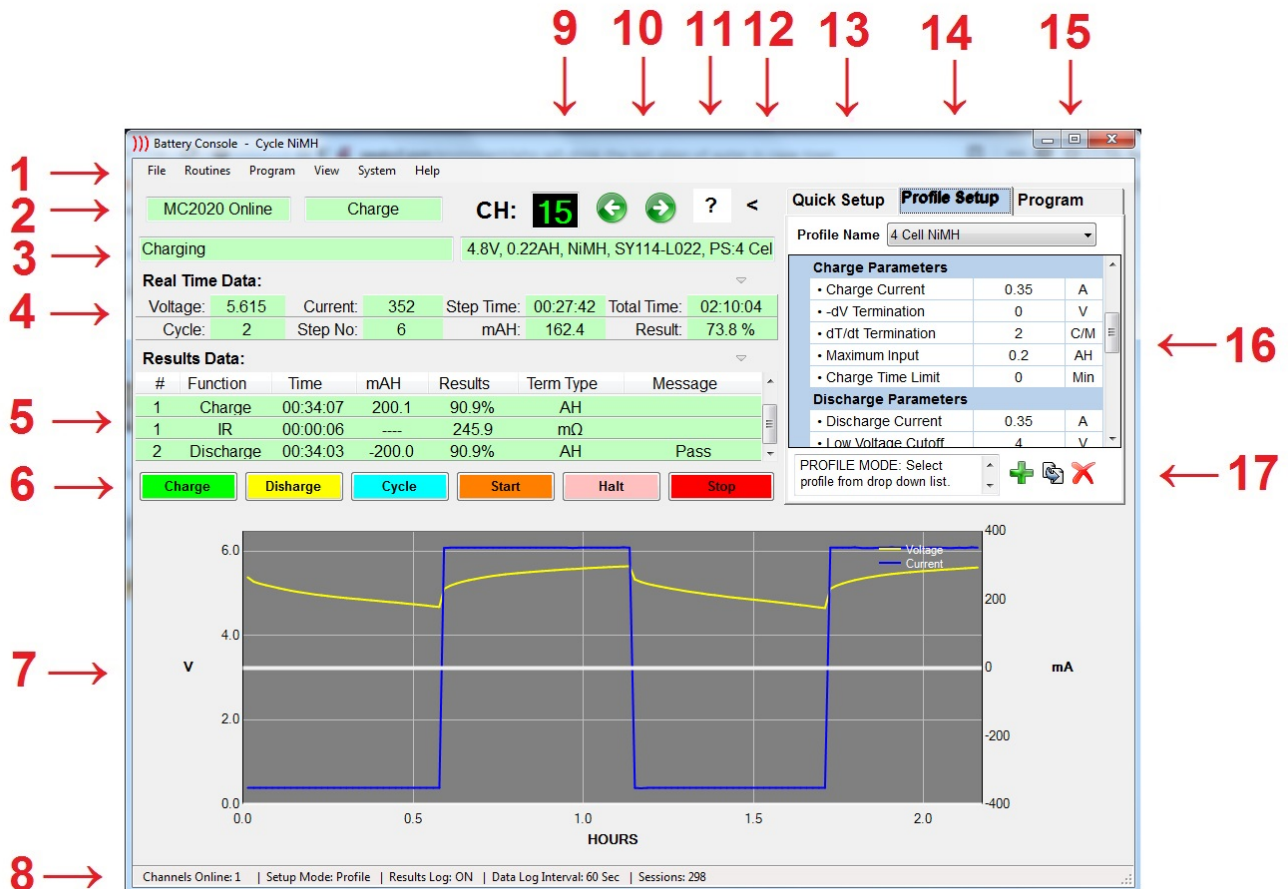 9 10 11 12 13 14 15
Battery Console - Cycle NiMH
1
File Routines Program View System Help
2
MC2020 Online Charge CH: 15 ? <
Quick Setup Profile Setup Program
Profile Name 4 Cell NiMH
3
Charging 4.8V, 0.22AH, NiMH, SY114-L022, PS:4 Cel
Real Time Data:
4
Voltage: 5.615 Current: 352 Step Time: 00:27:42 Total Time: 02:10:04
Cycle: 2 Step No: 6 mAH: 162.4 Result: 73.8 %
Results Data:
# Function Time mAH Results Term Type Message
5
1 Charge 00:34:07 200.1 90.9% AH
1 IR 00:00:06 ---- 245.9 mΩ
2 Discharge 00:34:03 -200.0 90.9% AH Pass
6
Charge Disharge Cycle Start Halt Stop
Charge Parameters
• Charge Current 0.35 A
• -dV Termination 0 V
• dT/dt Termination 2 C/M
• Maximum Input 0.2 AH
• Charge Time Limit 0 Min
16
Discharge Parameters
• Discharge Current 0.35 A
• Low Voltage Cutoff 4 V
PROFILE MODE: Select
profile from drop down list.
17
Voltage
Current
6.0
4.0
2.0
0.0
V
7
400
200
0
-200
-400
mA
0.0 0.5 1.0 1.5 2.0
HOURS
8
Channels Online: 1 | Setup Mode: Profile | Results Log: ON | Data Log Interval: 60 Sec | Sessions: 298